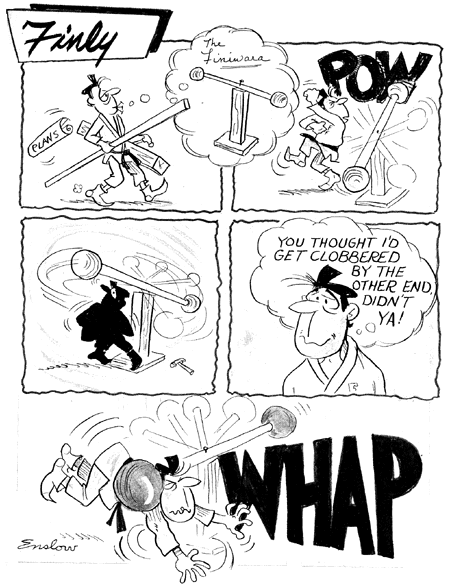 Finly
PLANS
The
Finiwara
POW
YOU THOUGHT I'D
GET CLOBBERED
BY THE
OTHER END,
DIDN'T
YA!
WHAP
Enslow